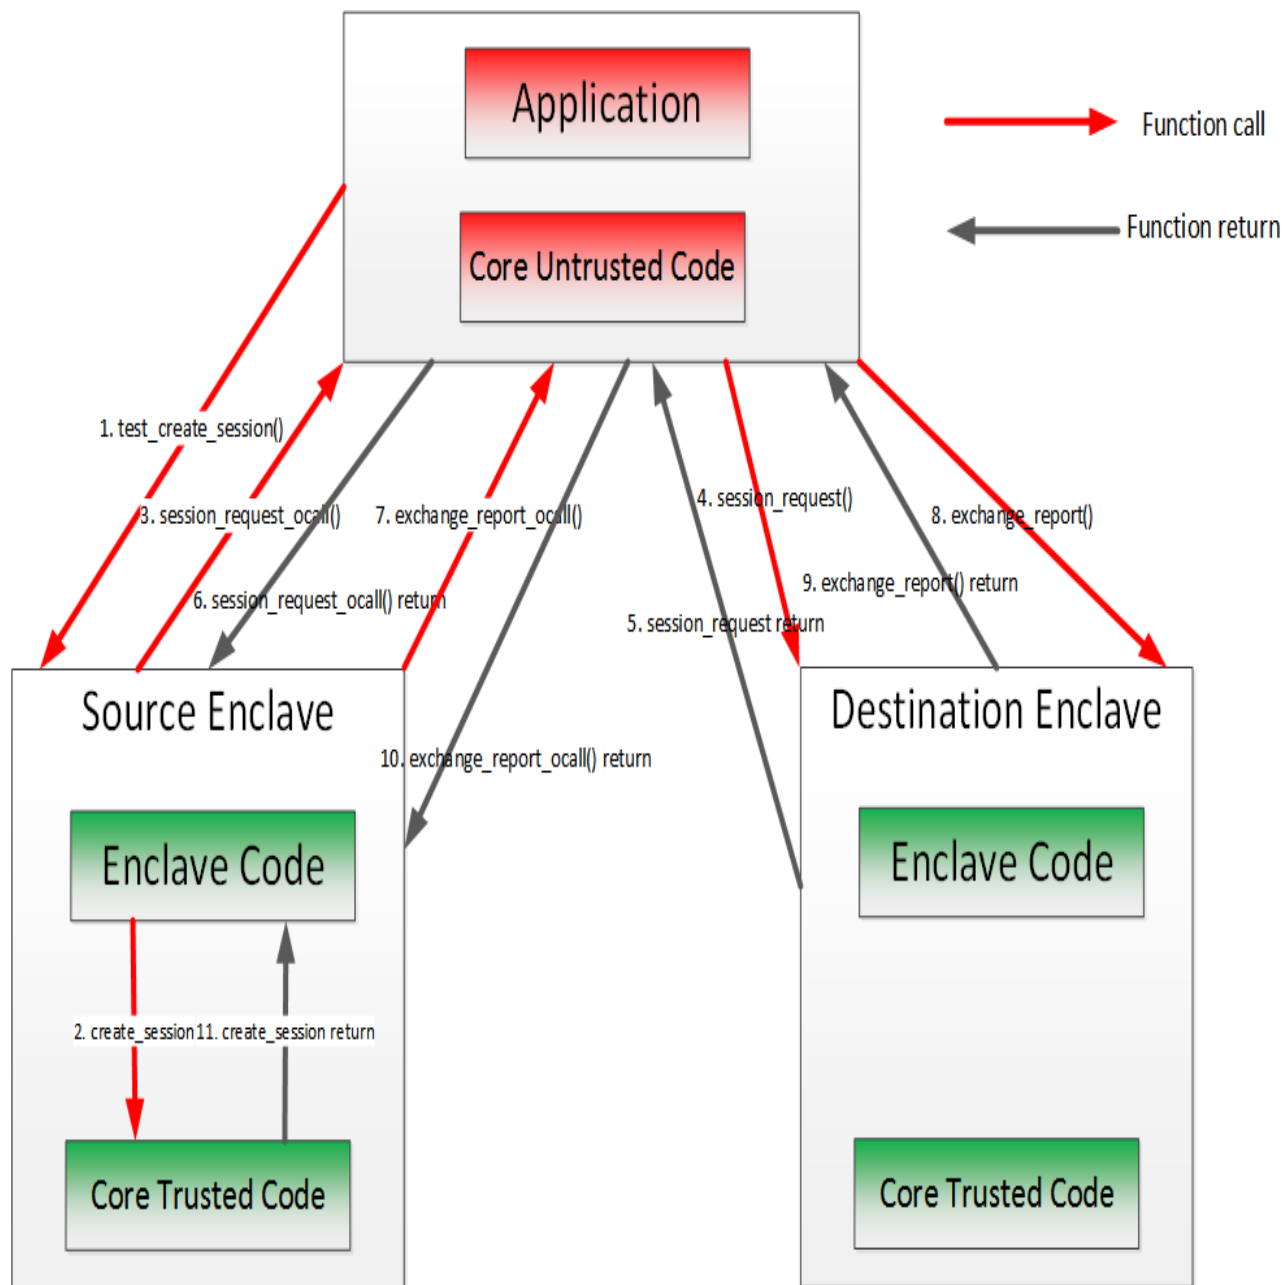 Application
Function call
Function return
Core Untrusted Code
1. test_create_session()
3. session_request_ocall()
7. exchange_report_ocall()
4. session_request()
8. exchange_report()
6. session_request_ocall() return
9. exchange_report() return
5. session_request return
Source Enclave
Destination Enclave
10. exchange_report_ocall() return
Enclave Code
Enclave Code
2. create_session
11. create_session return
Core Trusted Code
Core Trusted Code